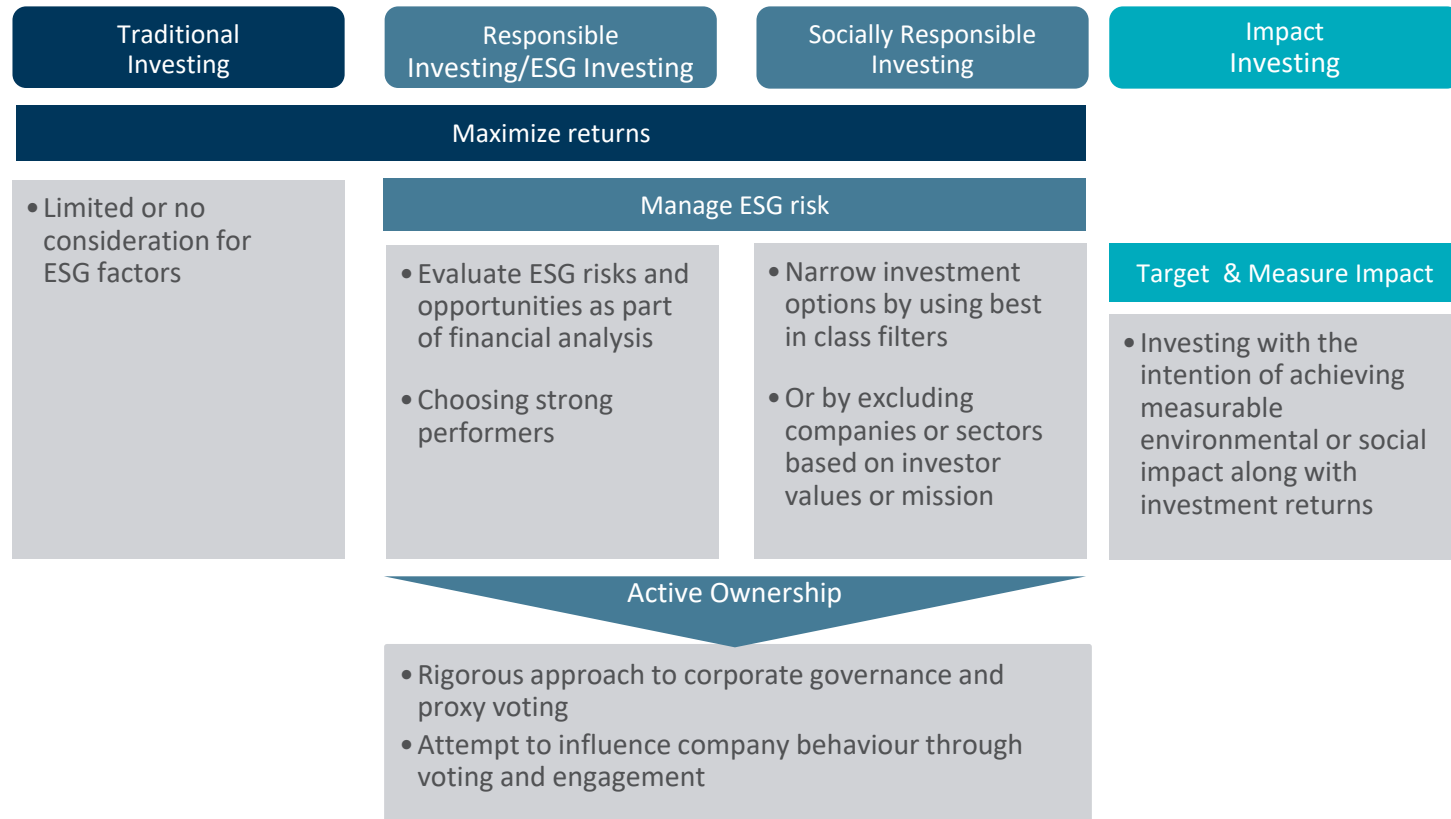 Traditional
Investing
Responsible
Investing/ESG Investing
Socially Responsible
Investing
Impact
Investing
Maximize returns
• Limited or no
consideration for
ESG factors
Manage ESG risk
• Evaluate ESG risks and
opportunities as part
of financial analysis
• Choosing strong
performers
• Narrow investment
options by using best
in class filters
• Or by excluding
companies or sectors
based on investor
values or mission
Target & Measure Impact
• Investing with the
intention of achieving
measurable
environmental or social
impact along with
investment returns
Active Ownership
• Rigorous approach to corporate governance and
proxy voting
• Attempt to influence company behaviour through
voting and engagement